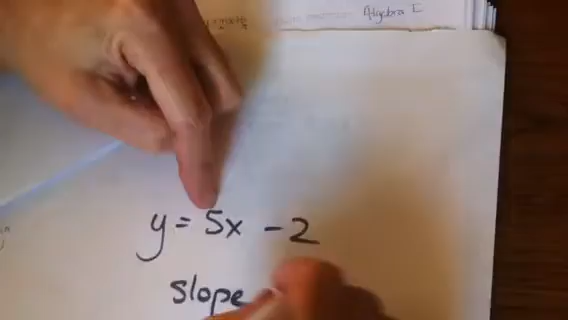 Algebra I
y = 5x - 2
slope